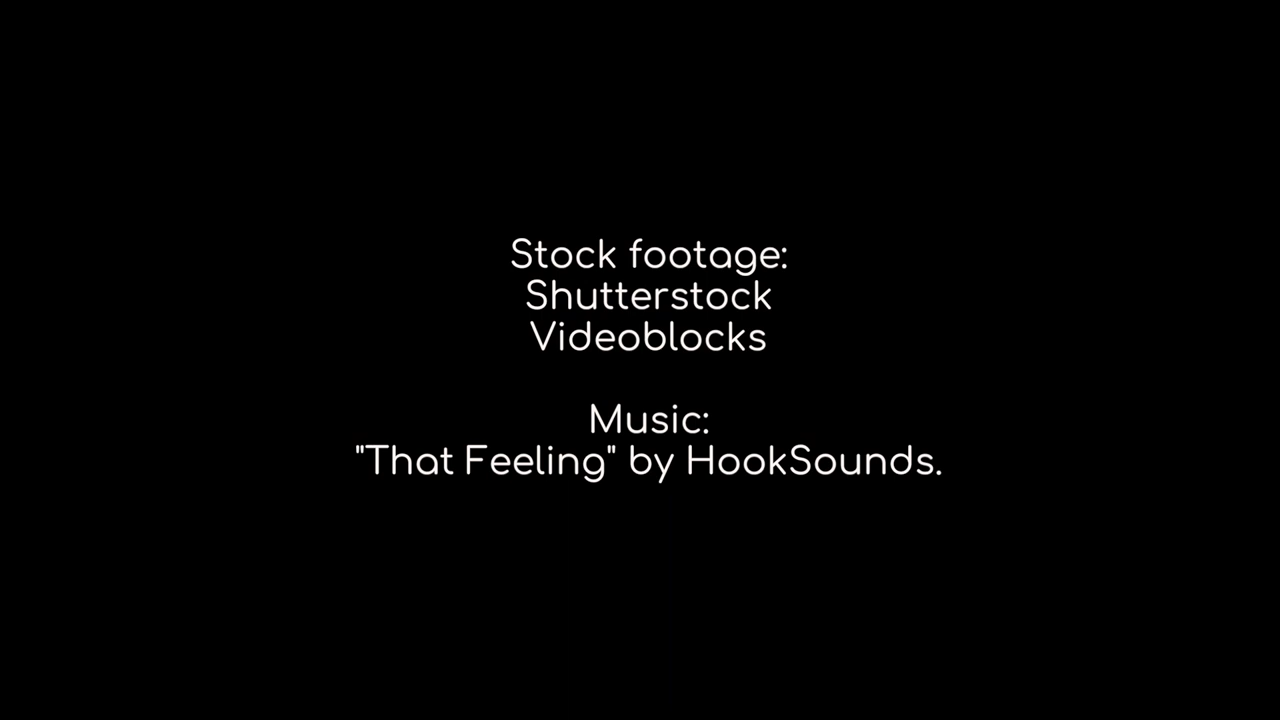 Stock footage:
Shutterstock
Videoblocks
Music:
"That Feeling" by HookSounds.